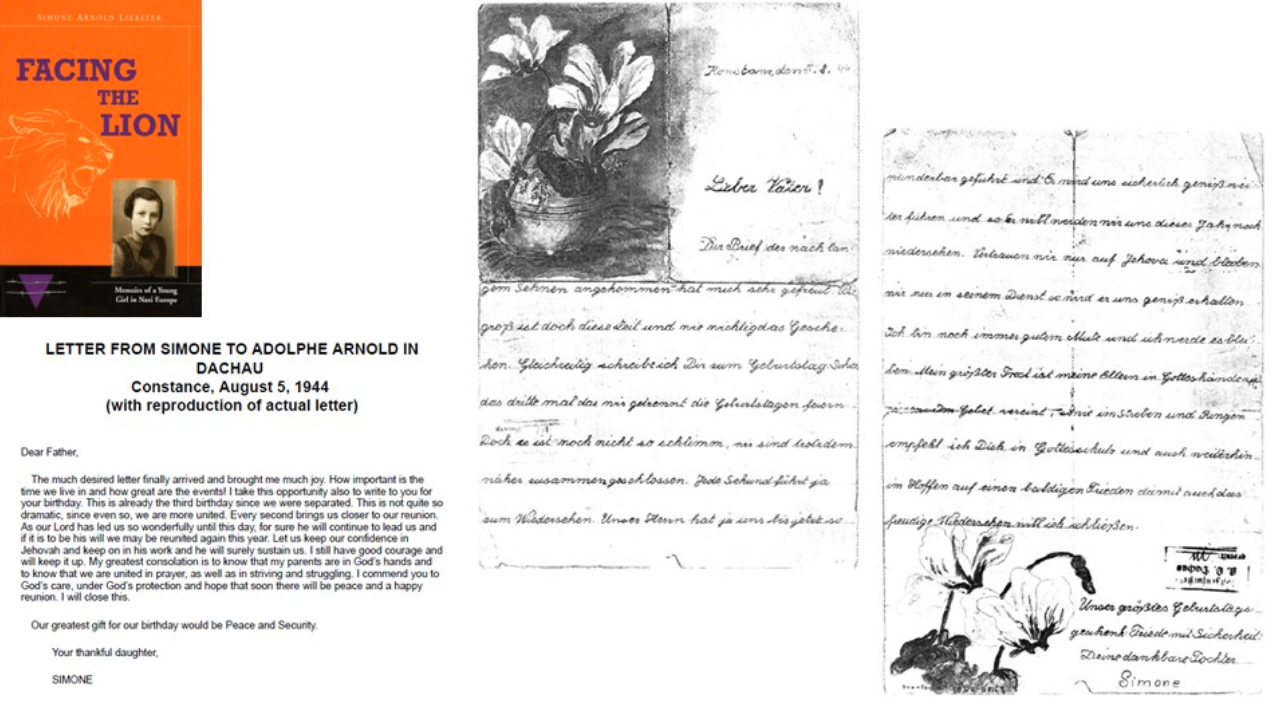 SIMONE ARNOLD LIEBSTER
FACING
THE
LION
Memoirs of a Young
Girl in Nazi Europe
LETTER FROM SIMONE TO ADOLPHE ARNOLD IN
DACHAU
Constance, August 5, 1944
(with reproduction of actual letter)
Dear Father,
The much desired letter finally arrived and brought me much joy. How important is the
time we live in and how great are the events! I take this opportunity also to write to you for
your birthday. This is already the third birthday since we were separated. This is not quite so
dramatic, since even so, we are more united. Every second brings us closer to our reunion.
As our Lord has led us so wonderfully until this day, for sure he will continue to lead us and
if it is to be his will we may be reunited again this year. Let us keep our confidence in
Jehovah and keep on in his work and he will surely sustain us. I still have good courage and
will keep it up. My greatest consolation is to know that my parents are in God's hands and
to know that we are united in prayer, as well as in striving and struggling. I commend you to
God's care, under God's protection and hope that soon there will be peace and a happy
reunion. I will close this.
Our greatest gift for our birthday would be Peace and Security.
Your thankful daughter,
SIMONE
Konstanz, den 5. 8. 44
Lieber Vater!
Dir Brief der nach lan-
gem Sehnen angekommen hat mich sehr gefreut. Wie
groß ist doch diese Zeit und wie wichtig das Gesche-
hen. Gleichzeitig schreibe ich Dir zum Geburtstag. Schon
das dritte mal das wir getrennt die Geburtstagen feiern
Doch es ist noch nicht so schlimm, wir sind trotzdem
näher zusammengeschlossen. Jede Sekund führt ja
zum Wiedersehen. Unser Herrn hat ja uns bis jetzt so
wunderbar geführt und Er wird uns sicherlich gewiß wei-
ter führen und so Er will werden wir uns dieses Jahr noch
wiedersehen. Vertrauen wir nur auf Jehova und bleiben
wir nur in seinem Dienst so wird er uns gewiß erhalten
Ich bin noch immer gutem Mute und ich werde es blei-
ben. Mein größter Trost ist meine Eltern in Gotteshänden
Gebet vereint, sowie im Streben und Ringen
empfehl ich Dich in Gottesschutz und auch weiterhin
im Hoffen auf einen baldigen Frieden damit auch das
freudige Wiedersehen will ich schließen.
Unser größtes Geburtstags-
geschenk Friede mit Sicherheit
Deine dankbare Tochter
Simone